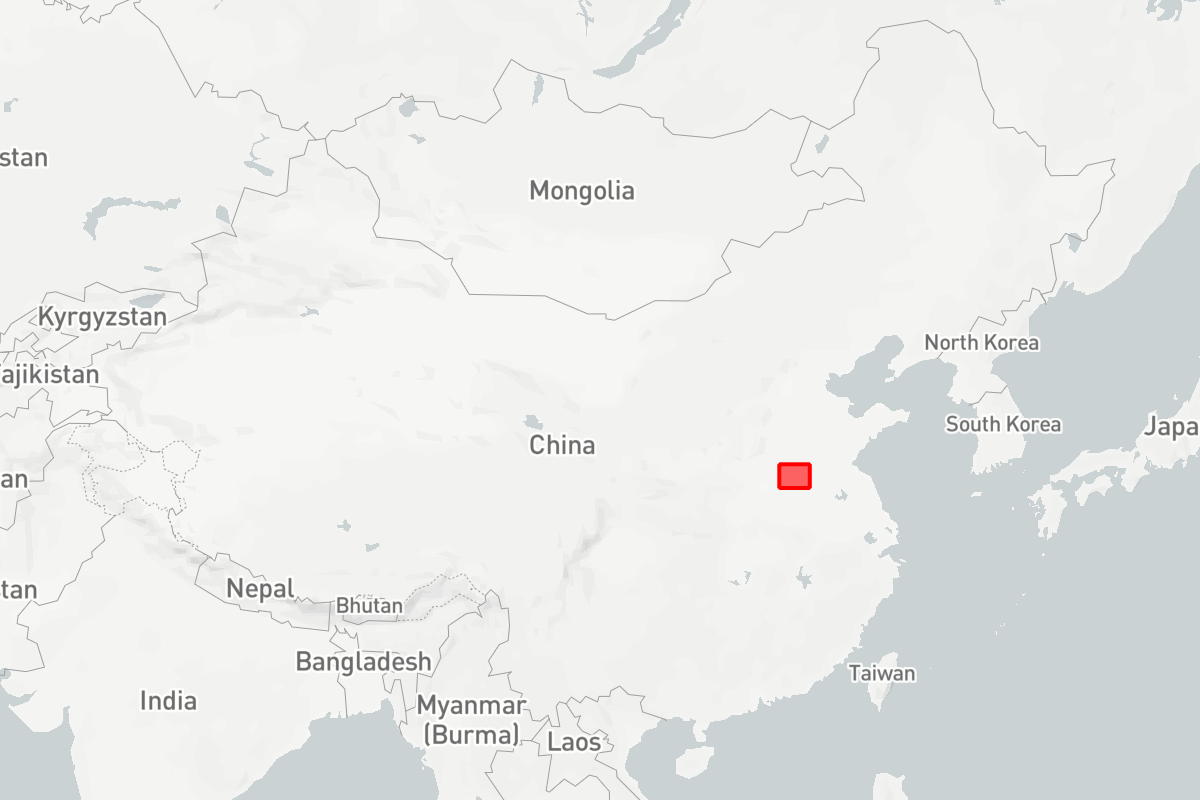 stan
Mongolia
Kyrgyzstan
North Korea
ajikistan
South Korea
Japa
China
an
stan
Nepal
Bhutan
Bangladesh
Taiwan
India
Myanmar
(Burma)
Laos